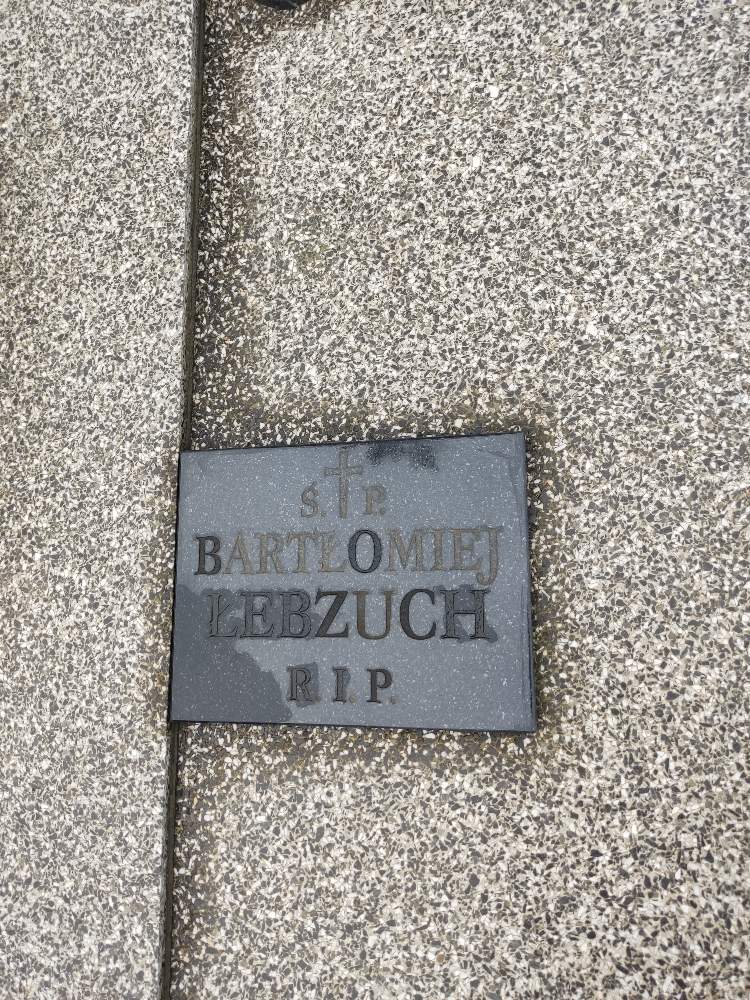 Ś. P.
BARTŁOMIEJ
ŁEBZUCH
R. I. P.